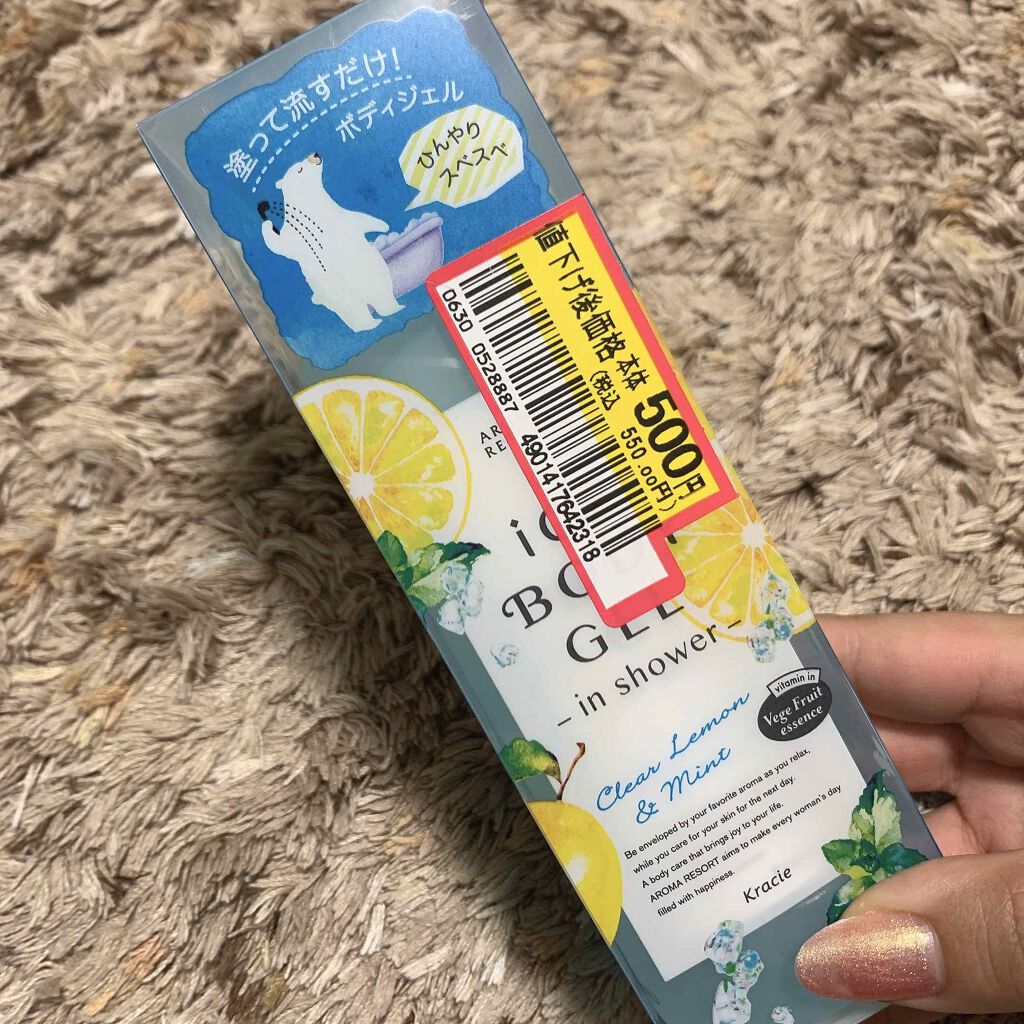 塗って流すだけ!
ボディジェル
ひんやり
スベスベ
値下げ後価格 本体 500円
(税込 550.00円)
0630 0528887 4901417642318
- in shower -
vitamin in
Vege Fruit
essence
Clear Lemon
& Mint
Be enveloped by your favorite aroma as you relax,
while you care for your skin for the next day.
A body care that brings joy to your life.
AROMA RESORT aims to make every woman's day
filled with happiness.
Kracie